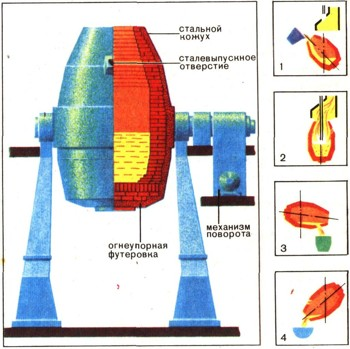 стальной
кожух
сталевыпускное
отверстие
механизм
поворота
огнеупорная
футеровка
1
2
3
4